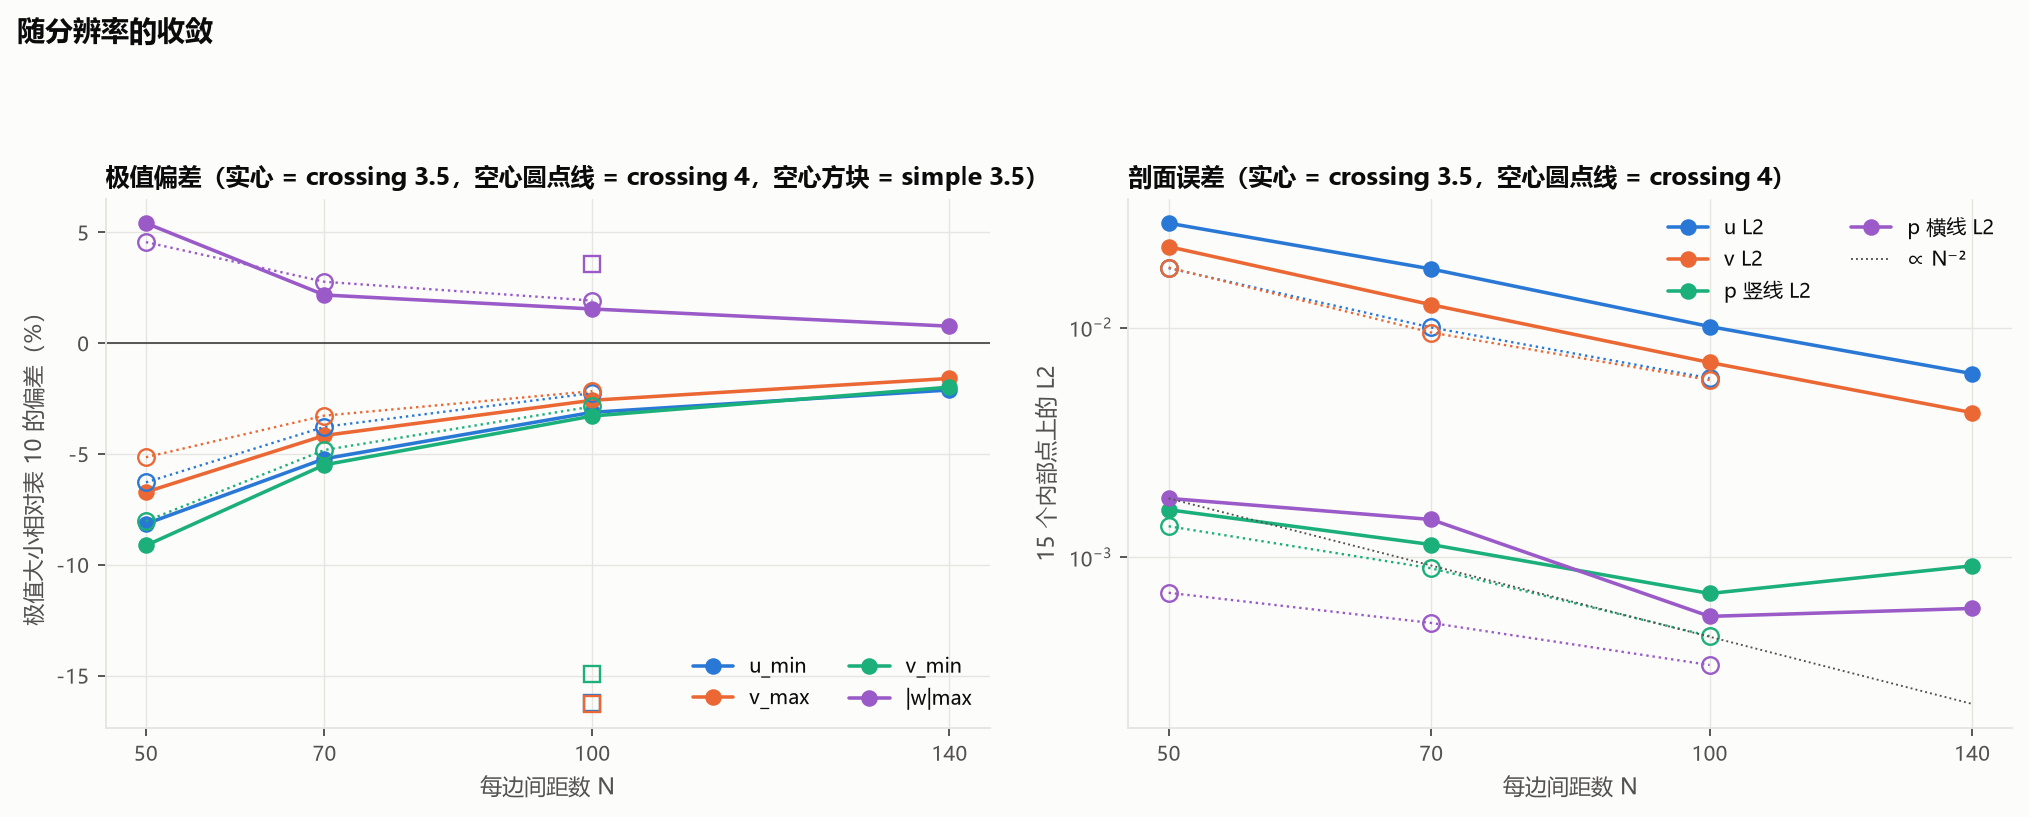 随分辨率的收敛
极值偏差（实心 = crossing 3.5，空心圆点线 = crossing 4，空心方块 = simple 3.5）
极值大小相对表 10 的偏差（%）
5
0
-5
-10
-15
u_min
v_max
v_min
|w|max
50
70
100
140
每边间距数 N
剖面误差（实心 = crossing 3.5，空心圆点线 = crossing 4）
15 个内部点上的 L2
10⁻²
10⁻³
u L2
v L2
p 竖线 L2
p 横线 L2
∝ N⁻²
50
70
100
140
每边间距数 N